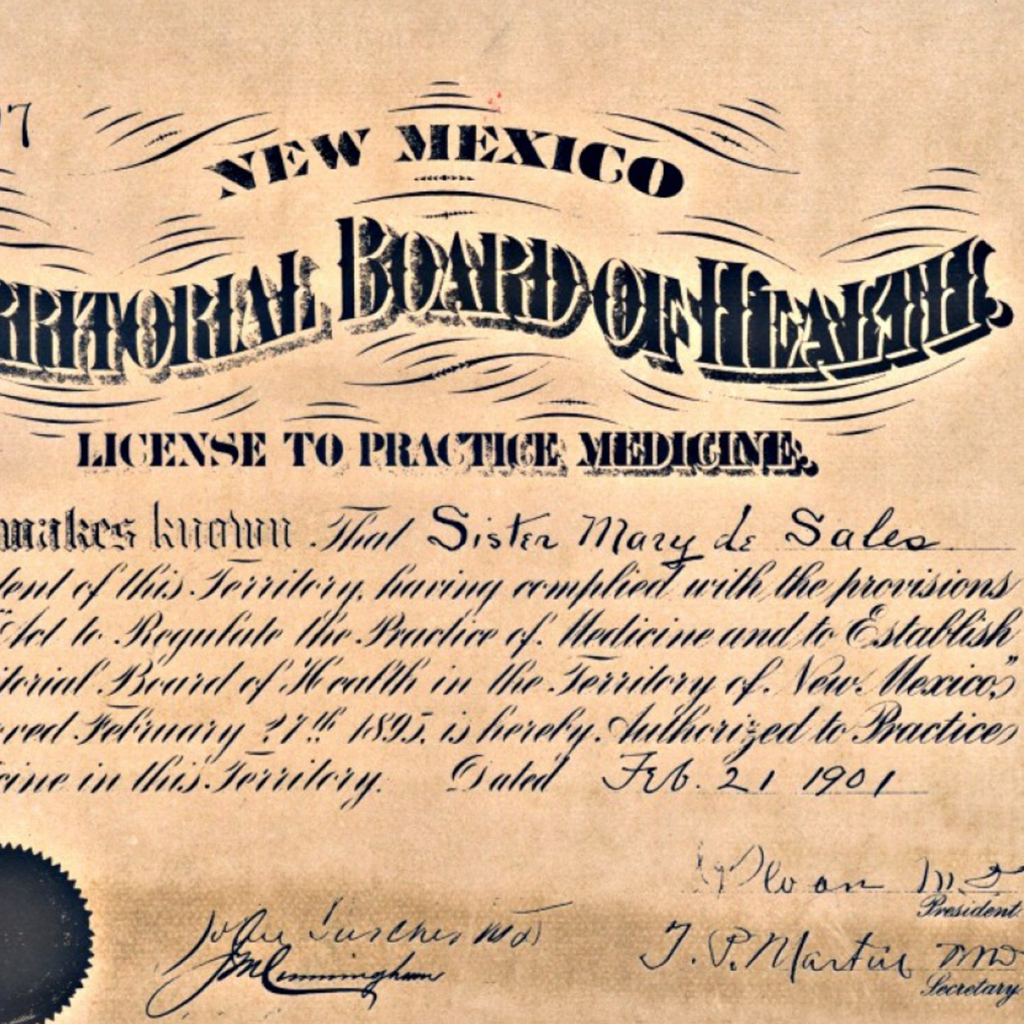 7
NEW MEXICO
RRITORIAL BOARD OF HEALTH.
LICENSE TO PRACTICE MEDICINE.
makes known That Sister Mary de Sales
dent of this Territory, having complied with the provisions
"Act to Regulate the Practice of Medicine and to Establish
itorial Board of Health in the Territory of New Mexico,"
oved February 27th 1895, is hereby Authorized to Practice
cine in this Territory. Dated Feb. 21 1901
Sloan M.D
President
John MD
T. P. Martin MD
JM Cunningham
Secretary